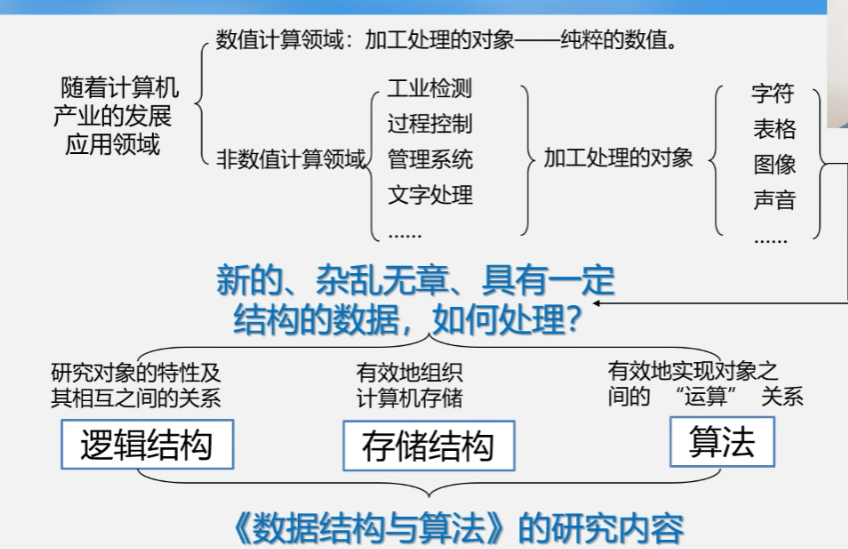 数值计算领域：加工处理的对象——纯粹的数值。
随着计算机
产业的发展
应用领域
非数值计算领域
工业检测
过程控制
管理系统
文字处理
……
加工处理的对象
字符
表格
图像
声音
……
新的、杂乱无章、具有一定
结构的数据，如何处理？
研究对象的特性及
其相互之间的关系
逻辑结构
有效地组织
计算机存储
存储结构
有效地实现对象之
间的 “运算” 关系
算法
《数据结构与算法》的研究内容